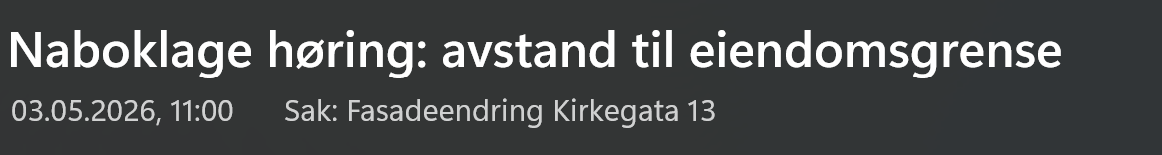 Naboklage høring: avstand til eiendomsgrense
03.05.2026, 11:00 Sak: Fasadeendring Kirkegata 13